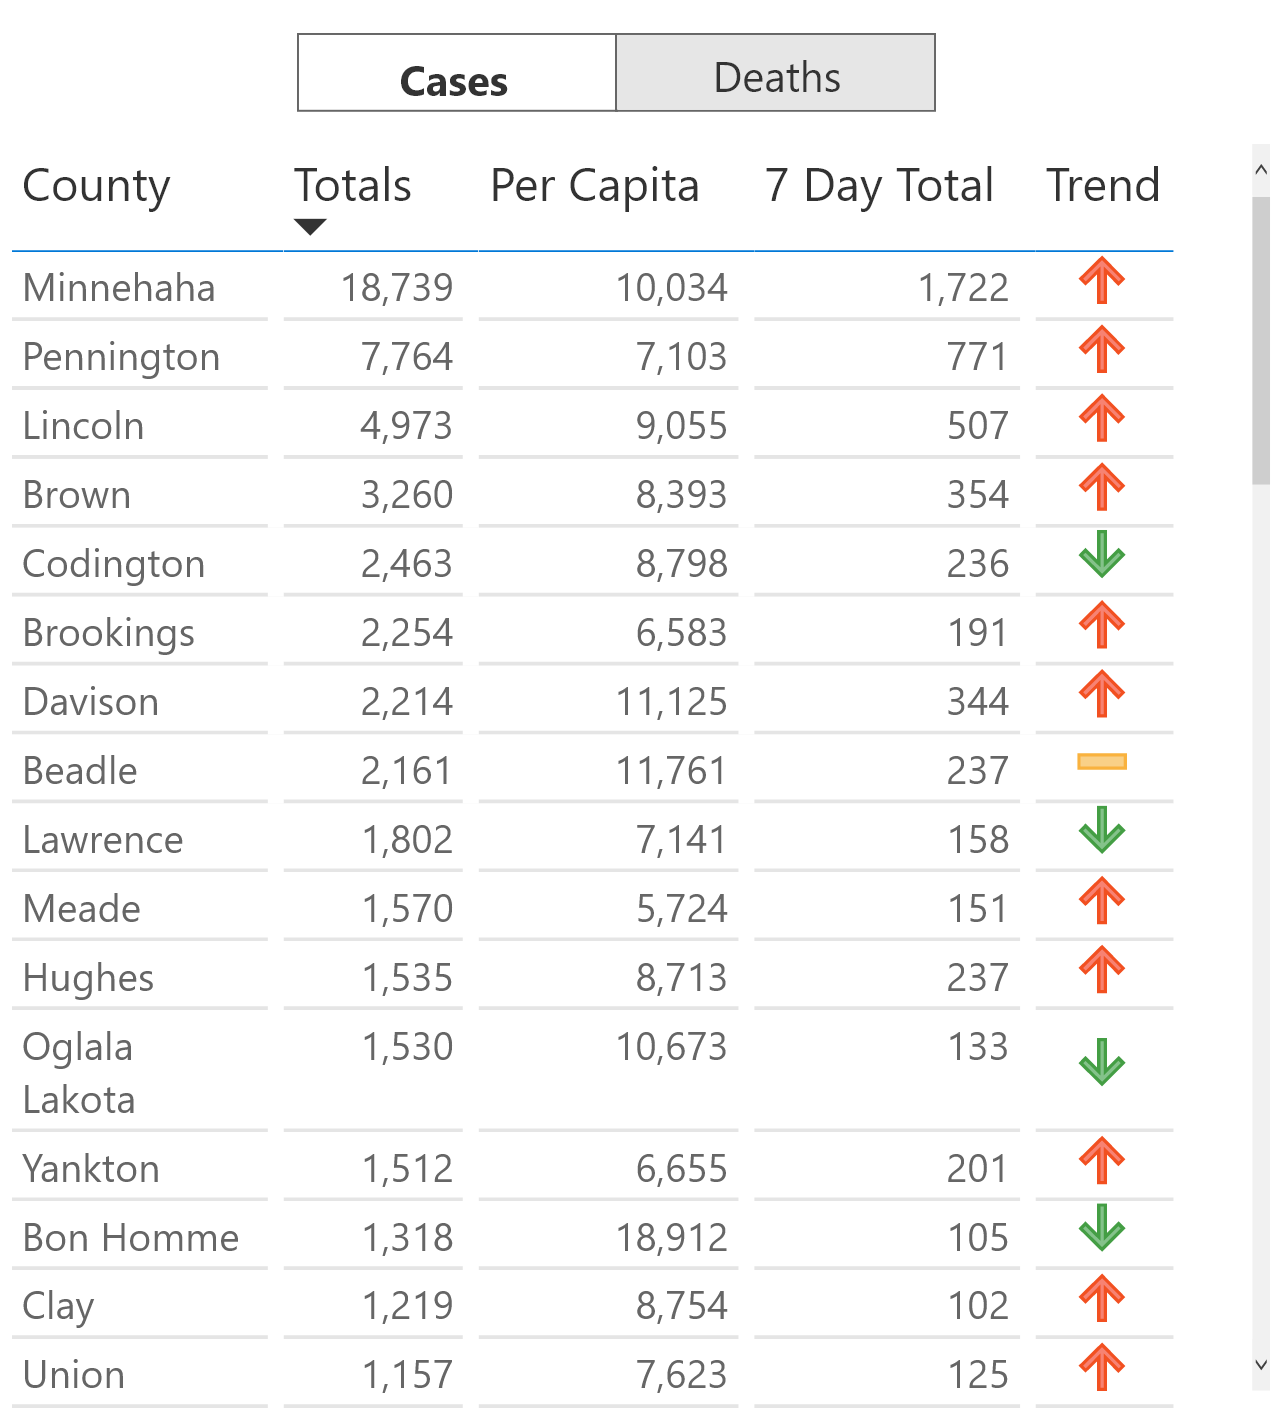 Cases Deaths
County Totals Per Capita 7 Day Total Trend
Minnehaha 18,739 10,034 1,722
Pennington 7,764 7,103 771
Lincoln 4,973 9,055 507
Brown 3,260 8,393 354
Codington 2,463 8,798 236
Brookings 2,254 6,583 191
Davison 2,214 11,125 344
Beadle 2,161 11,761 237
Lawrence 1,802 7,141 158
Meade 1,570 5,724 151
Hughes 1,535 8,713 237
Oglala 1,530 10,673 133
Lakota
Yankton 1,512 6,655 201
Bon Homme 1,318 18,912 105
Clay 1,219 8,754 102
Union 1,157 7,623 125